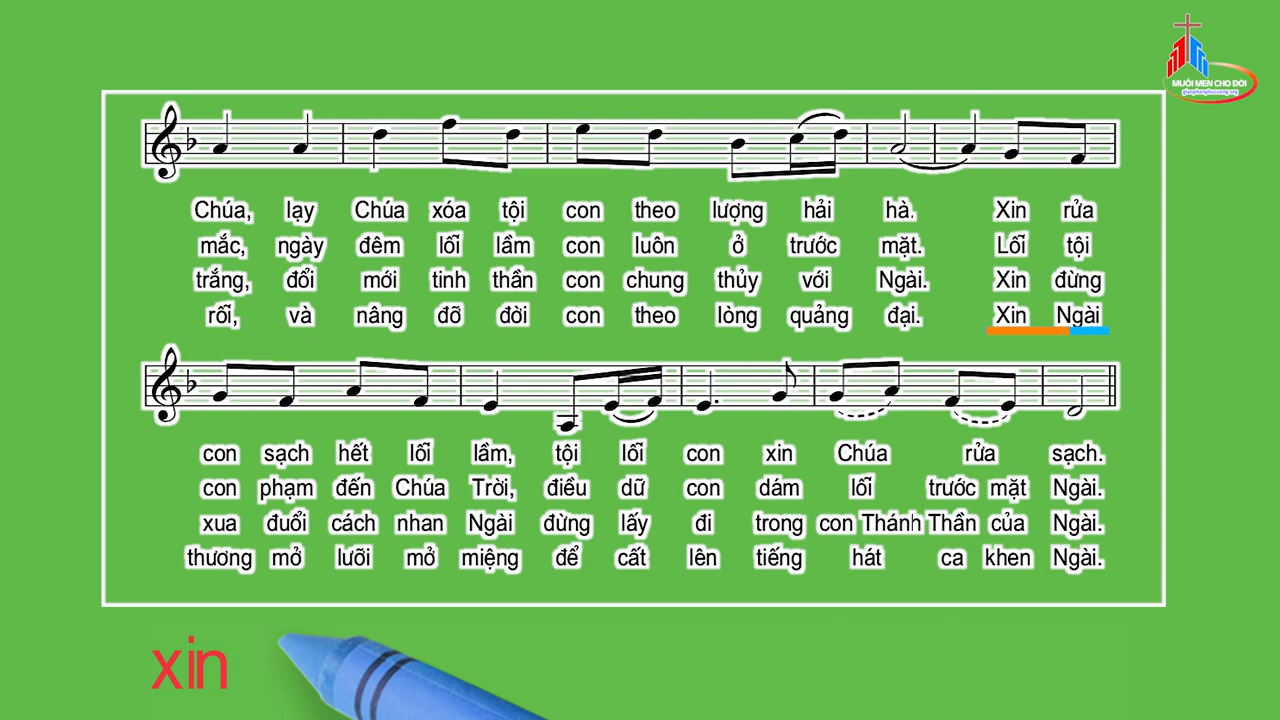 MUỐI MEN CHO ĐỜI
giaophanphucuong.org
Chúa, lạy Chúa xóa tội con theo lượng hải hà. Xin rửa
mắc, ngày đêm lỗi lầm con luôn ở trước mặt. Lỗi tội
trắng, đổi mới tinh thần con chung thủy với Ngài. Xin đừng
rỗi, và nâng đỡ đời con theo lòng quảng đại. Xin Ngài
con sạch hết lỗi lầm, tội lỗi con xin Chúa rửa sạch.
con phạm đến Chúa Trời, điều dữ con dám lỗi trước mặt Ngài.
xua đuổi cách nhan Ngài đừng lấy đi trong con Thánh Thần của Ngài.
thương mở lưỡi mở miệng để cất lên tiếng hát ca khen Ngài.
xin